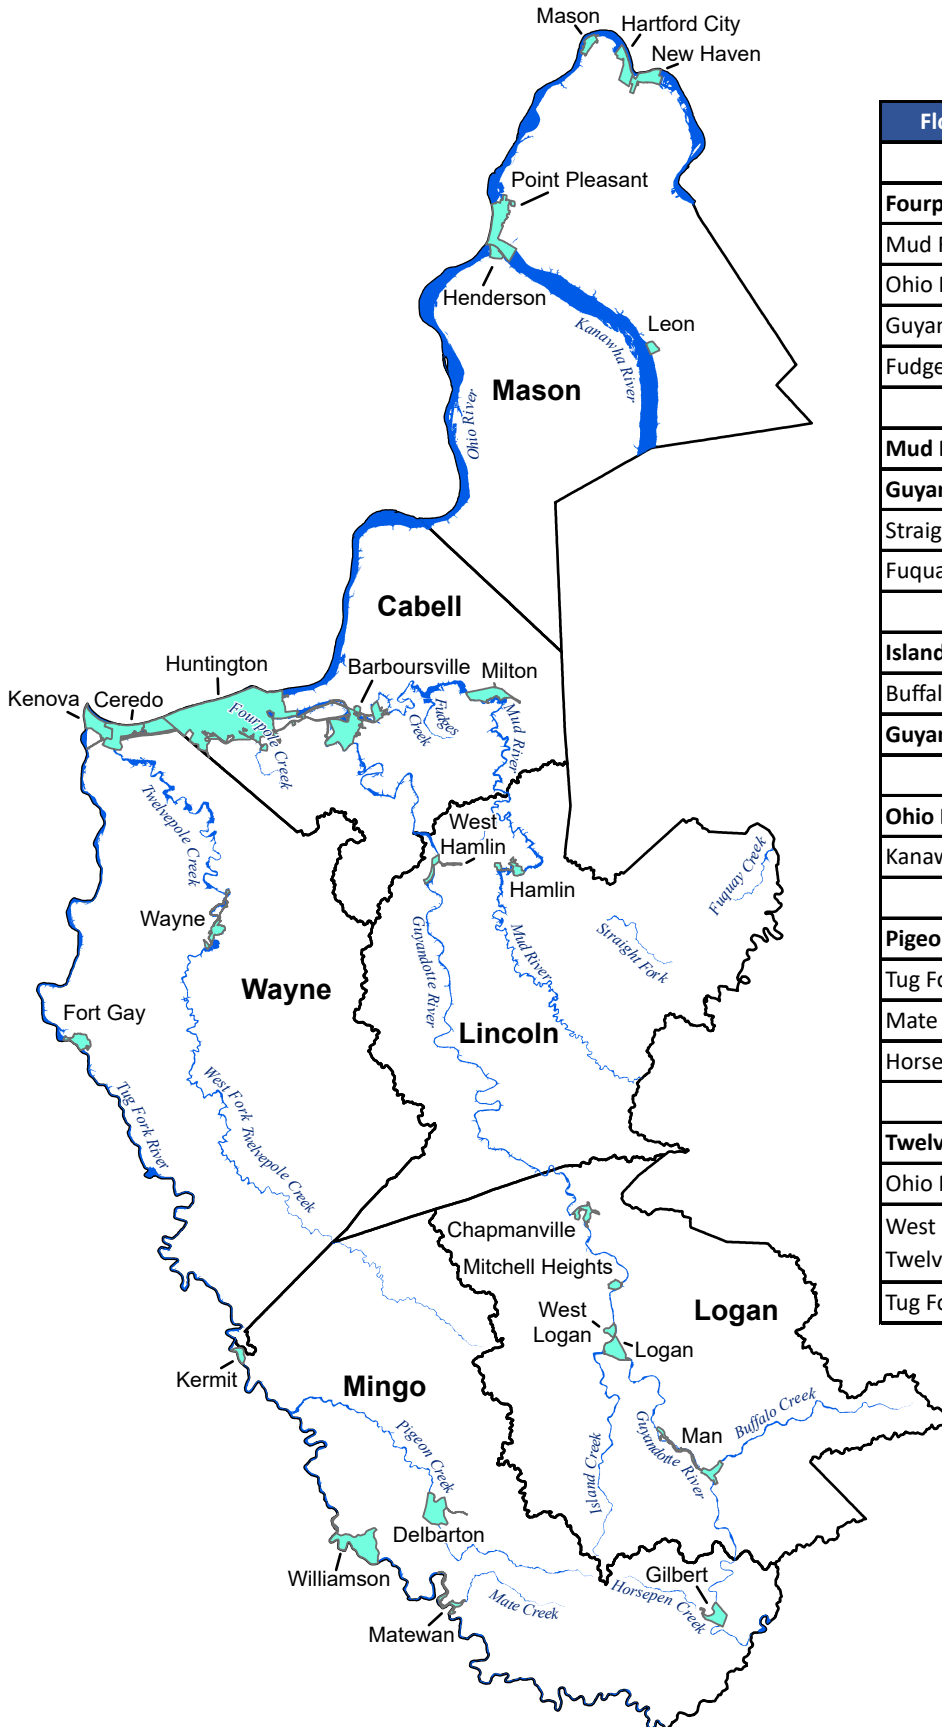 Mason
Hartford City
New Haven
Point Pleasant
Henderson
Leon
Kanawha River
Mason
Ohio River
Cabell
Huntington
Barboursville
Milton
Kenova
Ceredo
Fourpole Creek
Fudges
Creek
Mud River
Twelvepole Creek
West
Hamlin
Hamlin
Fuquay Creek
Wayne
Guyandotte River
Mud River
Straight Fork
Wayne
Fort Gay
Lincoln
Tug Fork River
West Fork Twelvepole Creek
Chapmanville
Mitchell Heights
West
Logan
Logan
Logan
Kermit
Mingo
Pigeon Creek
Island Creek
Guyandotte River
Man
Buffalo Creek
Delbarton
Williamson
Gilbert
Horsepen Creek
Mate Creek
Matewan
Flo
Fourp
Mud
Ohio
Guyan
Fudge
Mud
Guyan
Straig
Fuqua
Island
Buffal
Guyan
Ohio
Kanaw
Pigeo
Tug Fo
Mate
Horse
Twelv
Ohio
West
Twelv
Tug Fo